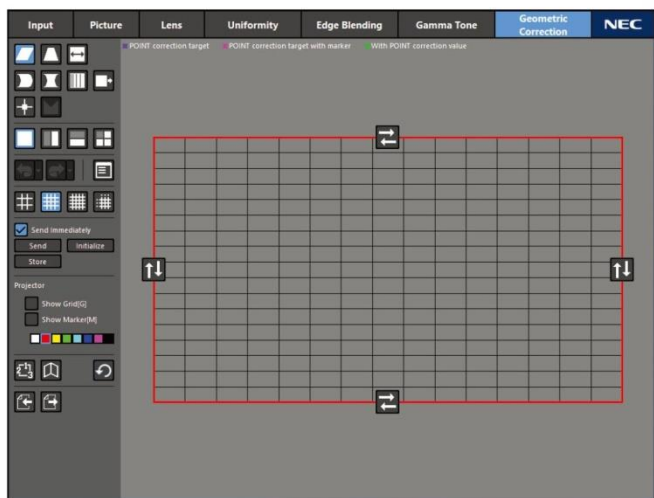 Input Picture Lens Uniformity Edge Blending Gamma Tone Geometric Correction NEC
POINT correction target POINT correction target with marker With POINT correction value
Send Immediately
Send Initialize
Store
Projector
Show Grid[G]
Show Marker[M]